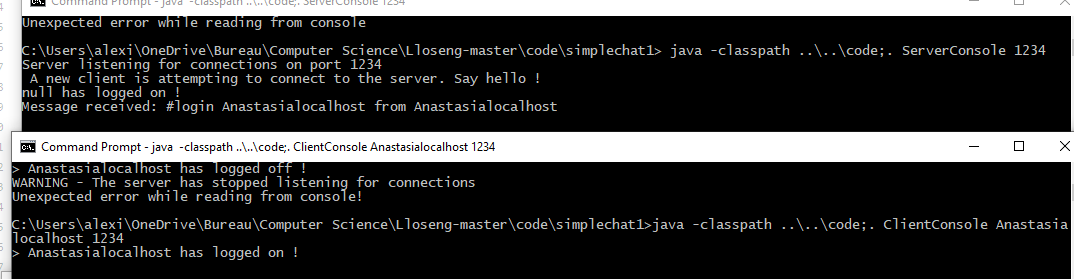 Command Prompt - java -classpath ..\..\code;. ServerConsole 1234
Unexpected error while reading from console
C:\Users\alexi\OneDrive\Bureau\Computer Science\Lloseng-master\code\simplechat1> java -classpath ..\..\code;. ServerConsole 1234
Server listening for connections on port 1234
A new client is attempting to connect to the server. Say hello !
null has logged on !
Message received: #login Anastasialocalhost from Anastasialocalhost
Command Prompt - java -classpath ..\..\code;. ClientConsole Anastasialocalhost 1234
> Anastasialocalhost has logged off !
WARNING - The server has stopped listening for connections
Unexpected error while reading from console!
C:\Users\alexi\OneDrive\Bureau\Computer Science\Lloseng-master\code\simplechat1>java -classpath ..\..\code;. ClientConsole Anastasia
localhost 1234
> Anastasialocalhost has logged on !